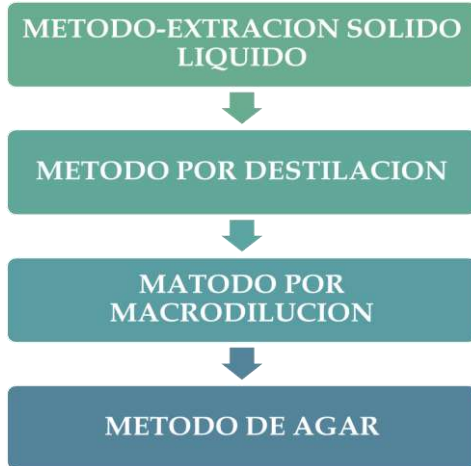 METODO-EXTRACION SOLIDO
LIQUIDO
METODO POR DESTILACION
MATODO POR
MACRODILUCION
METODO DE AGAR